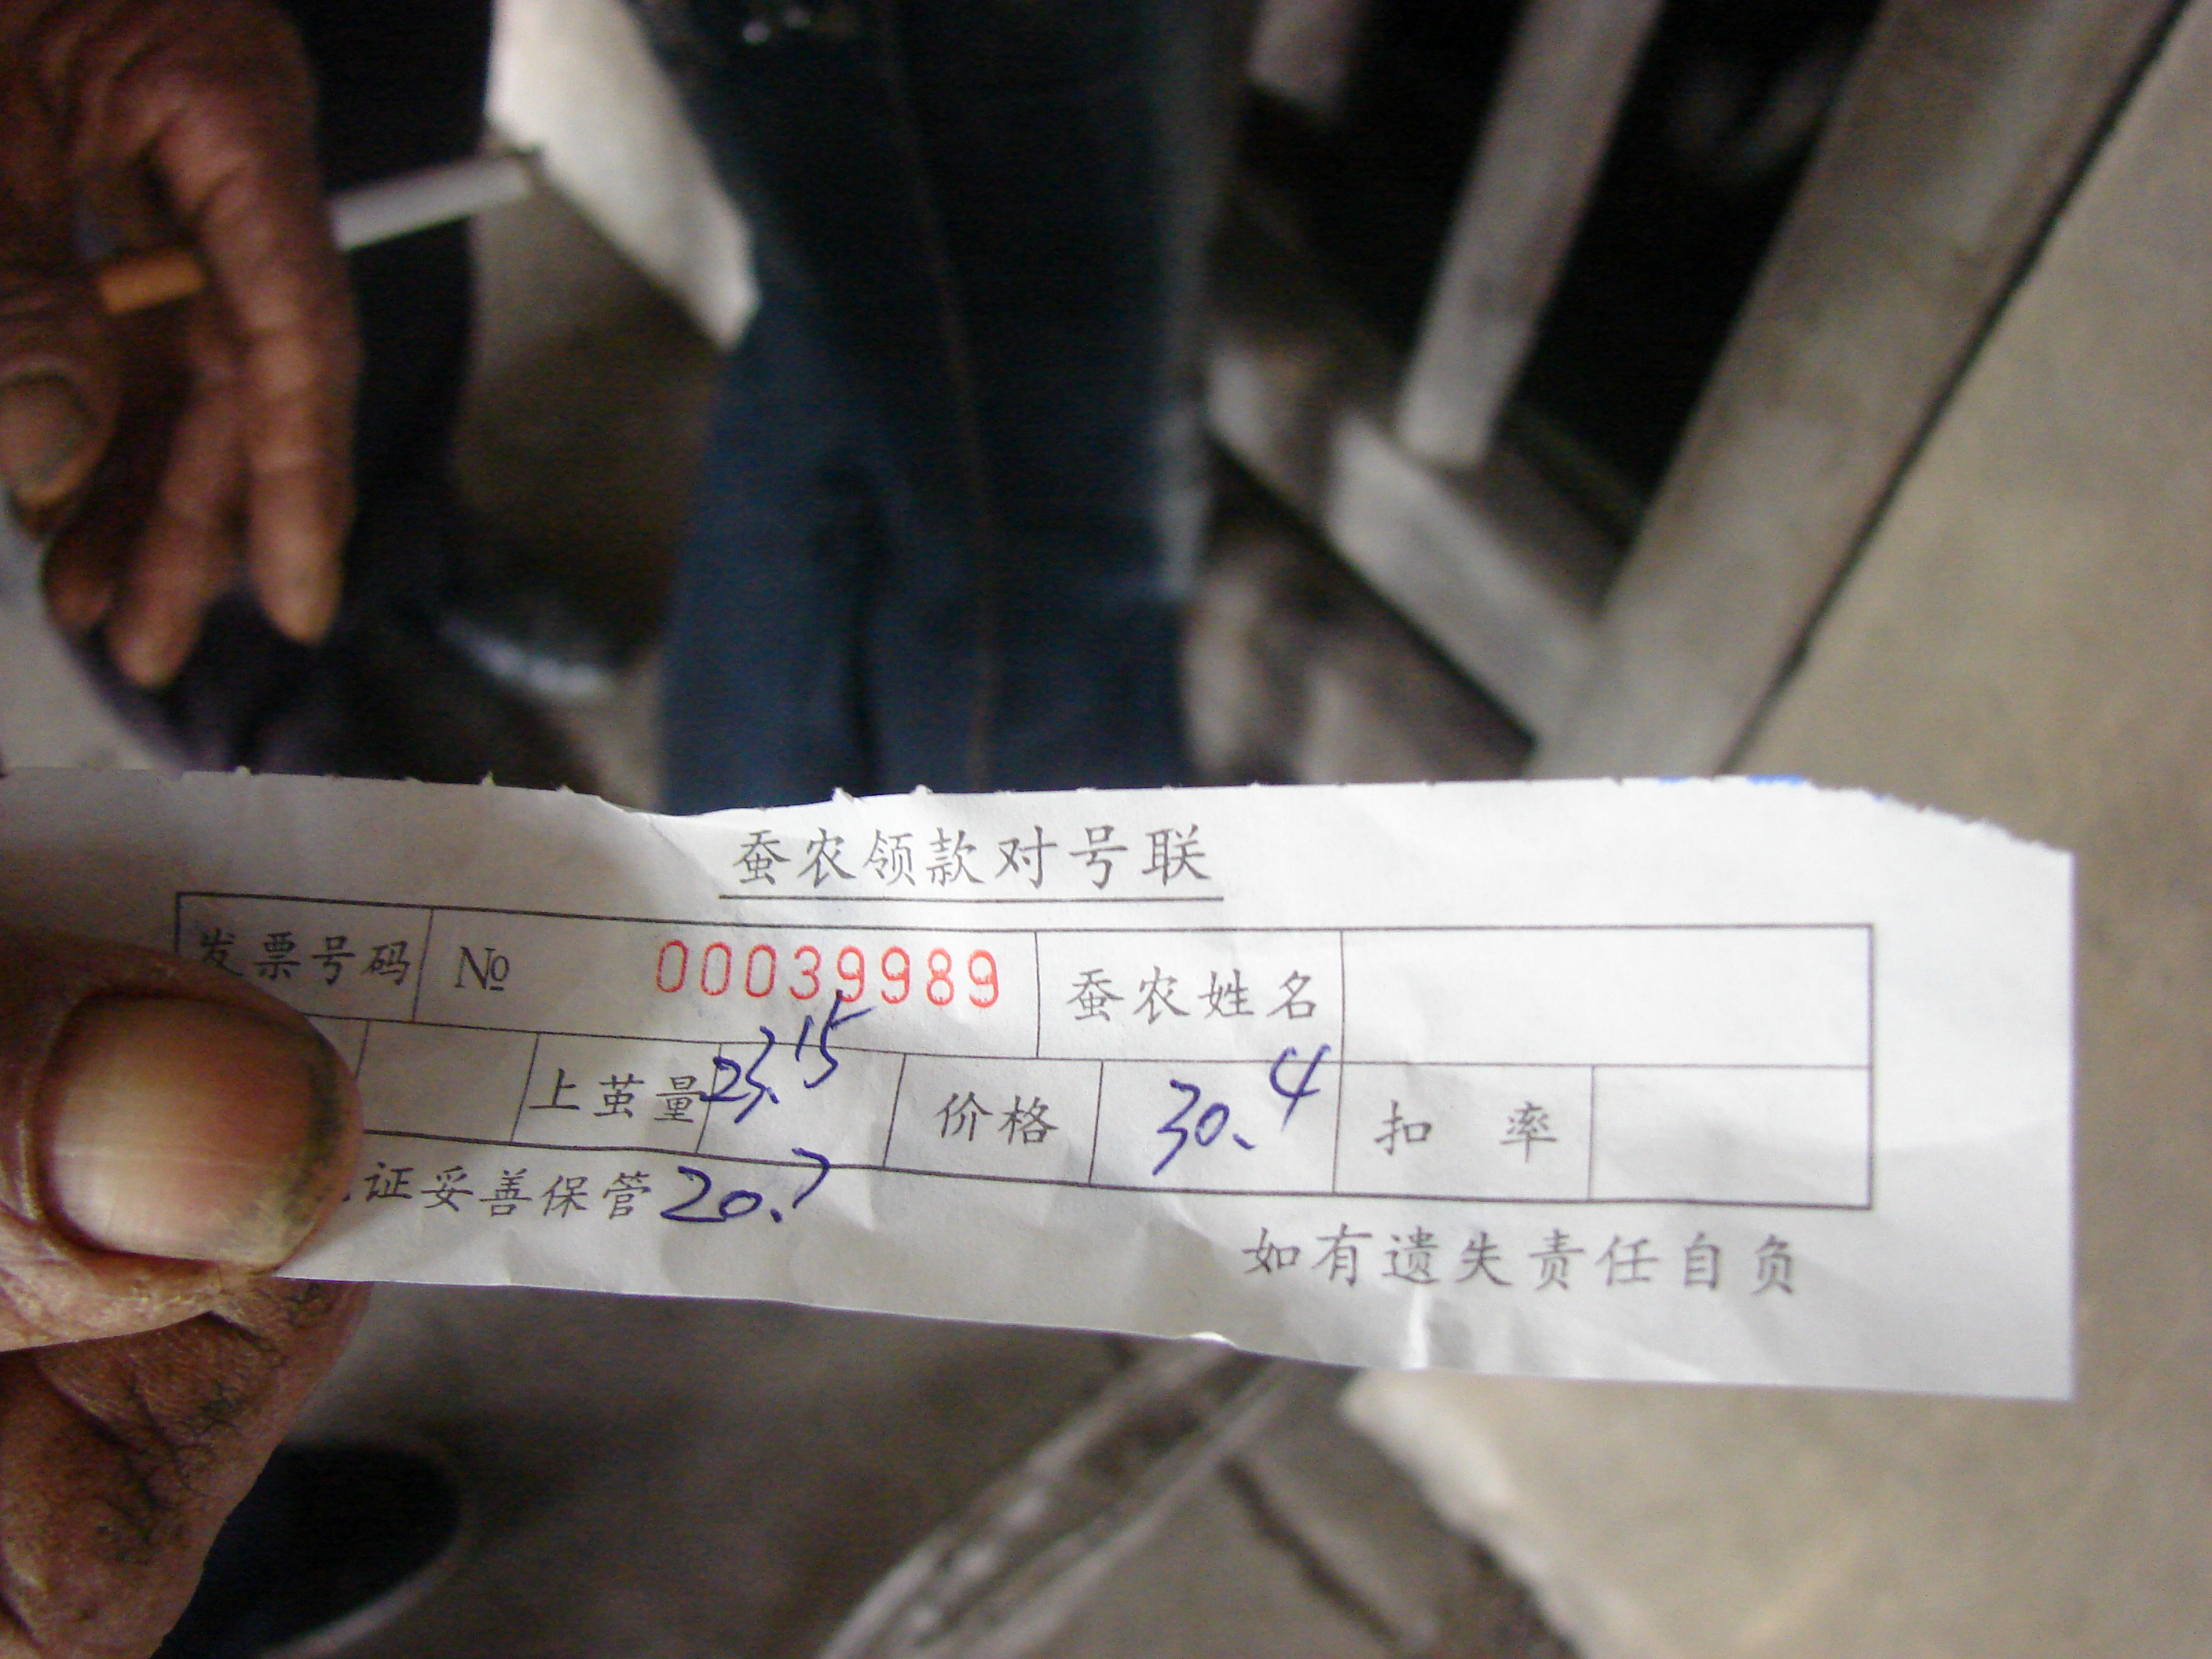 蚕农领款对号联
发票号码 № 00039989 蚕农姓名
上茧量 23.15 价格 30.4 扣 率
证妥善保管 20.7
如有遗失责任自负